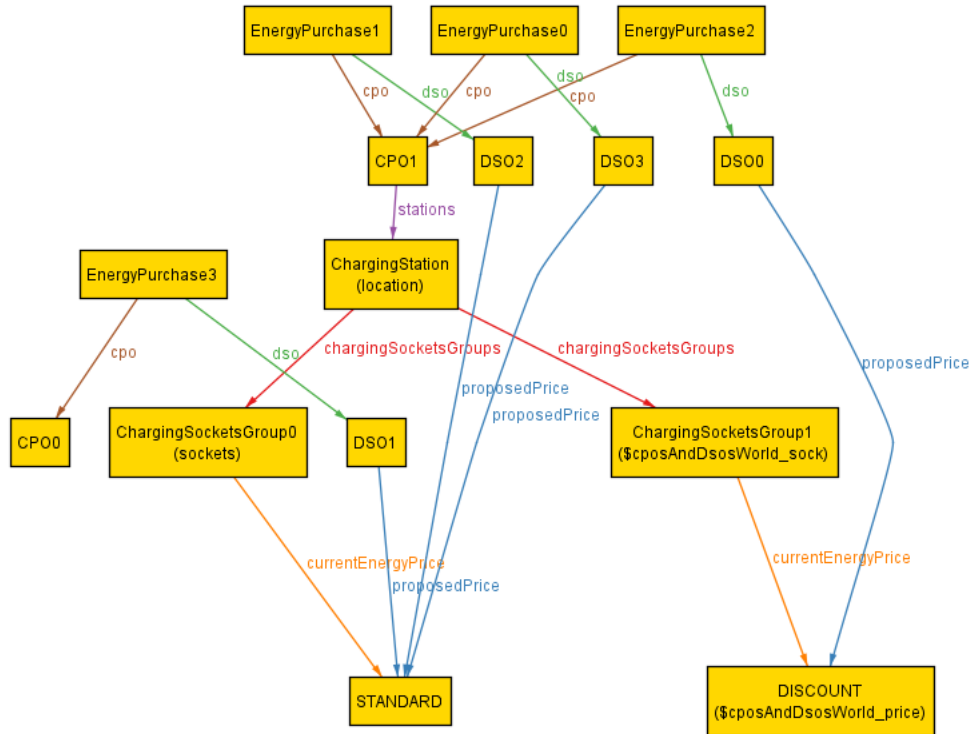 EnergyPurchase1
EnergyPurchase0
EnergyPurchase2
cpo
dso
cpo
dso
cpo
dso
CPO1
DSO2
DSO3
DSO0
stations
EnergyPurchase3
ChargingStation
(location)
cpo
dso
chargingSocketsGroups
chargingSocketsGroups
proposedPrice
proposedPrice
proposedPrice
CPO0
ChargingSocketsGroup0
(sockets)
DSO1
ChargingSocketsGroup1
($cposAndDsosWorld_sock)
currentEnergyPrice
proposedPrice
currentEnergyPrice
STANDARD
DISCOUNT
($cposAndDsosWorld_price)